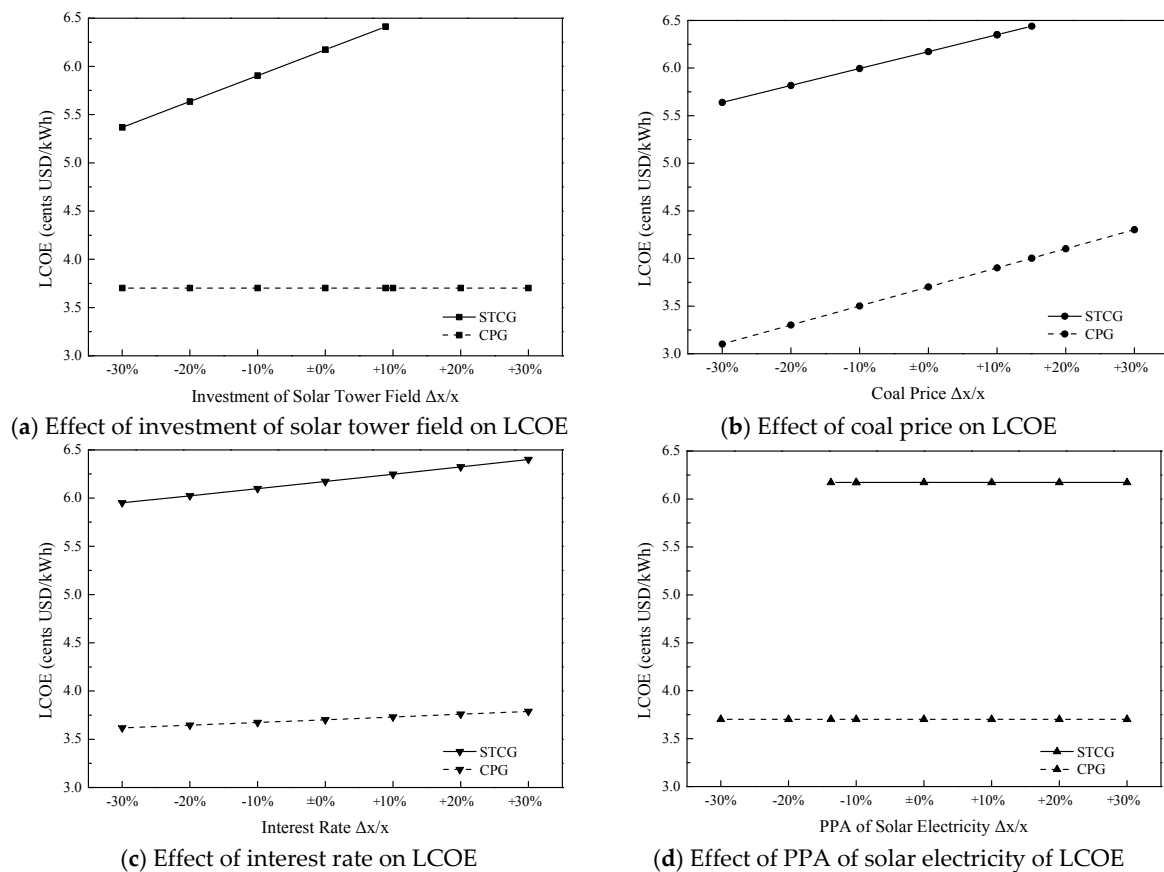 6.5
6.0
5.5
5.0
4.5
4.0
3.5
3.0
LCOE (cents USD/kWh)
STCG
CPG
-30% -20% -10% ±0% +10% +20% +30%
Investment of Solar Tower Field Δx/x
(a) Effect of investment of solar tower field on LCOE
6.5
6.0
5.5
5.0
4.5
4.0
3.5
3.0
LCOE (cents USD/kWh)
STCG
CPG
-30% -20% -10% ±0% +10% +20% +30%
Coal Price Δx/x
(b) Effect of coal price on LCOE
6.5
6.0
5.5
5.0
4.5
4.0
3.5
3.0
LCOE (cents USD/kWh)
STCG
CPG
-30% -20% -10% ±0% +10% +20% +30%
Interest Rate Δx/x
(c) Effect of interest rate on LCOE
6.5
6.0
5.5
5.0
4.5
4.0
3.5
3.0
LCOE (cents USD/kWh)
STCG
CPG
-30% -20% -10% ±0% +10% +20% +30%
PPA of Solar Electricity Δx/x
(d) Effect of PPA of solar electricity of LCOE